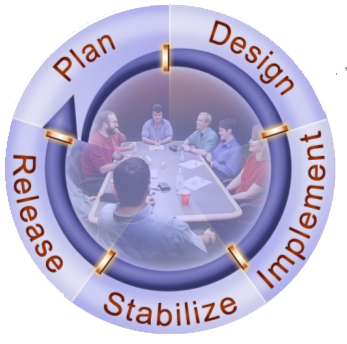 Plan
Design
Implement
Stabilize
Release